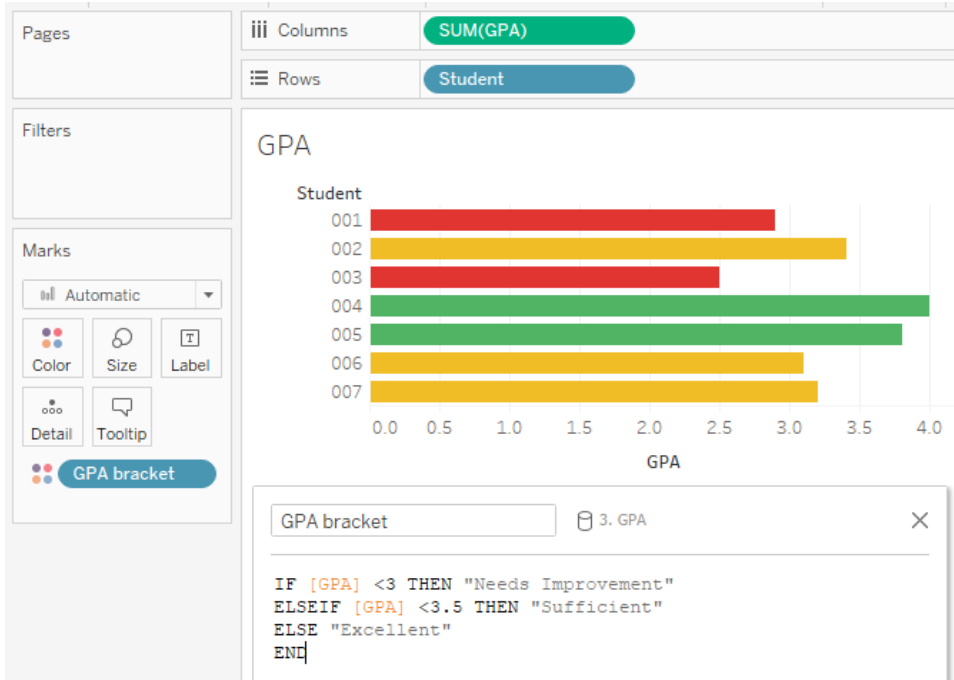 Pages
Columns
SUM(GPA)
Rows
Student
Filters
GPA
Student
001
002
003
004
005
006
007
0.0 0.5 1.0 1.5 2.0 2.5 3.0 3.5 4.0
GPA
Marks
Automatic
Color Size Label
Detail Tooltip
GPA bracket
GPA bracket
3. GPA
IF [GPA] <3 THEN "Needs Improvement"
ELSEIF [GPA] <3.5 THEN "Sufficient"
ELSE "Excellent"
END